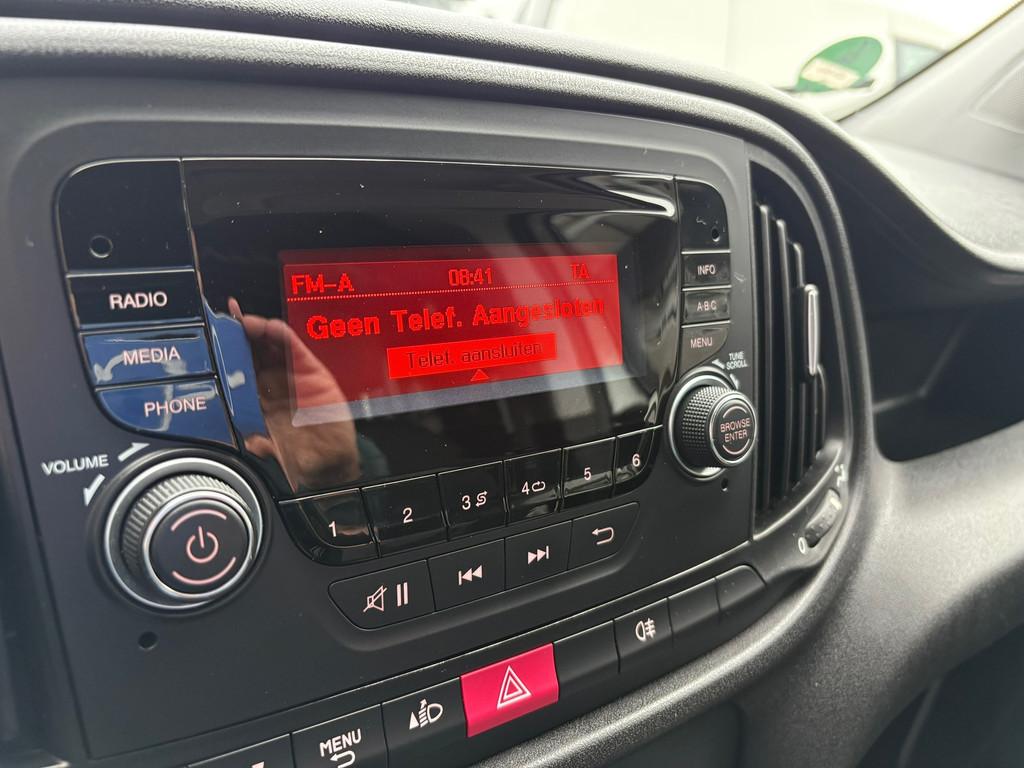 FM-A 08:41 TA
Geen Telef. Aangesloten
Telef. aansluiten
RADIO
MEDIA
PHONE
VOLUME
INFO
A-B-C
MENU
TUNE
SCROLL
BROWSE
ENTER
1 2 3 4 5 6
0
MENU